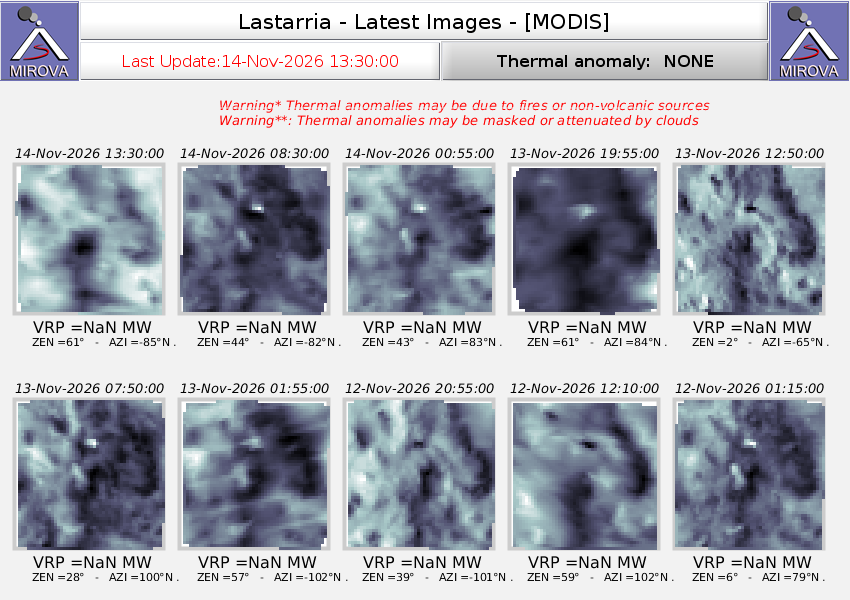 Lastarria - Latest Images - [MODIS]
MIROVA
Last Update:14-Nov-2026 13:30:00
Thermal anomaly: NONE
MIROVA
Warning* Thermal anomalies may be due to fires or non-volcanic sources
Warning**: Thermal anomalies may be masked or attenuated by clouds
14-Nov-2026 13:30:00 14-Nov-2026 08:30:00 14-Nov-2026 00:55:00 13-Nov-2026 19:55:00 13-Nov-2026 12:50:00
VRP =NaN MW VRP =NaN MW VRP =NaN MW VRP =NaN MW VRP =NaN MW
ZEN =61° - AZI =-85°N . ZEN =44° - AZI =-82°N . ZEN =43° - AZI =83°N . ZEN =61° - AZI =84°N . ZEN =2° - AZI =-65°N .
13-Nov-2026 07:50:00 13-Nov-2026 01:55:00 12-Nov-2026 20:55:00 12-Nov-2026 12:10:00 12-Nov-2026 01:15:00
VRP =NaN MW VRP =NaN MW VRP =NaN MW VRP =NaN MW VRP =NaN MW
ZEN =28° - AZI =100°N . ZEN =57° - AZI =-102°N . ZEN =39° - AZI =-101°N . ZEN =59° - AZI =102°N . ZEN =6° - AZI =79°N .